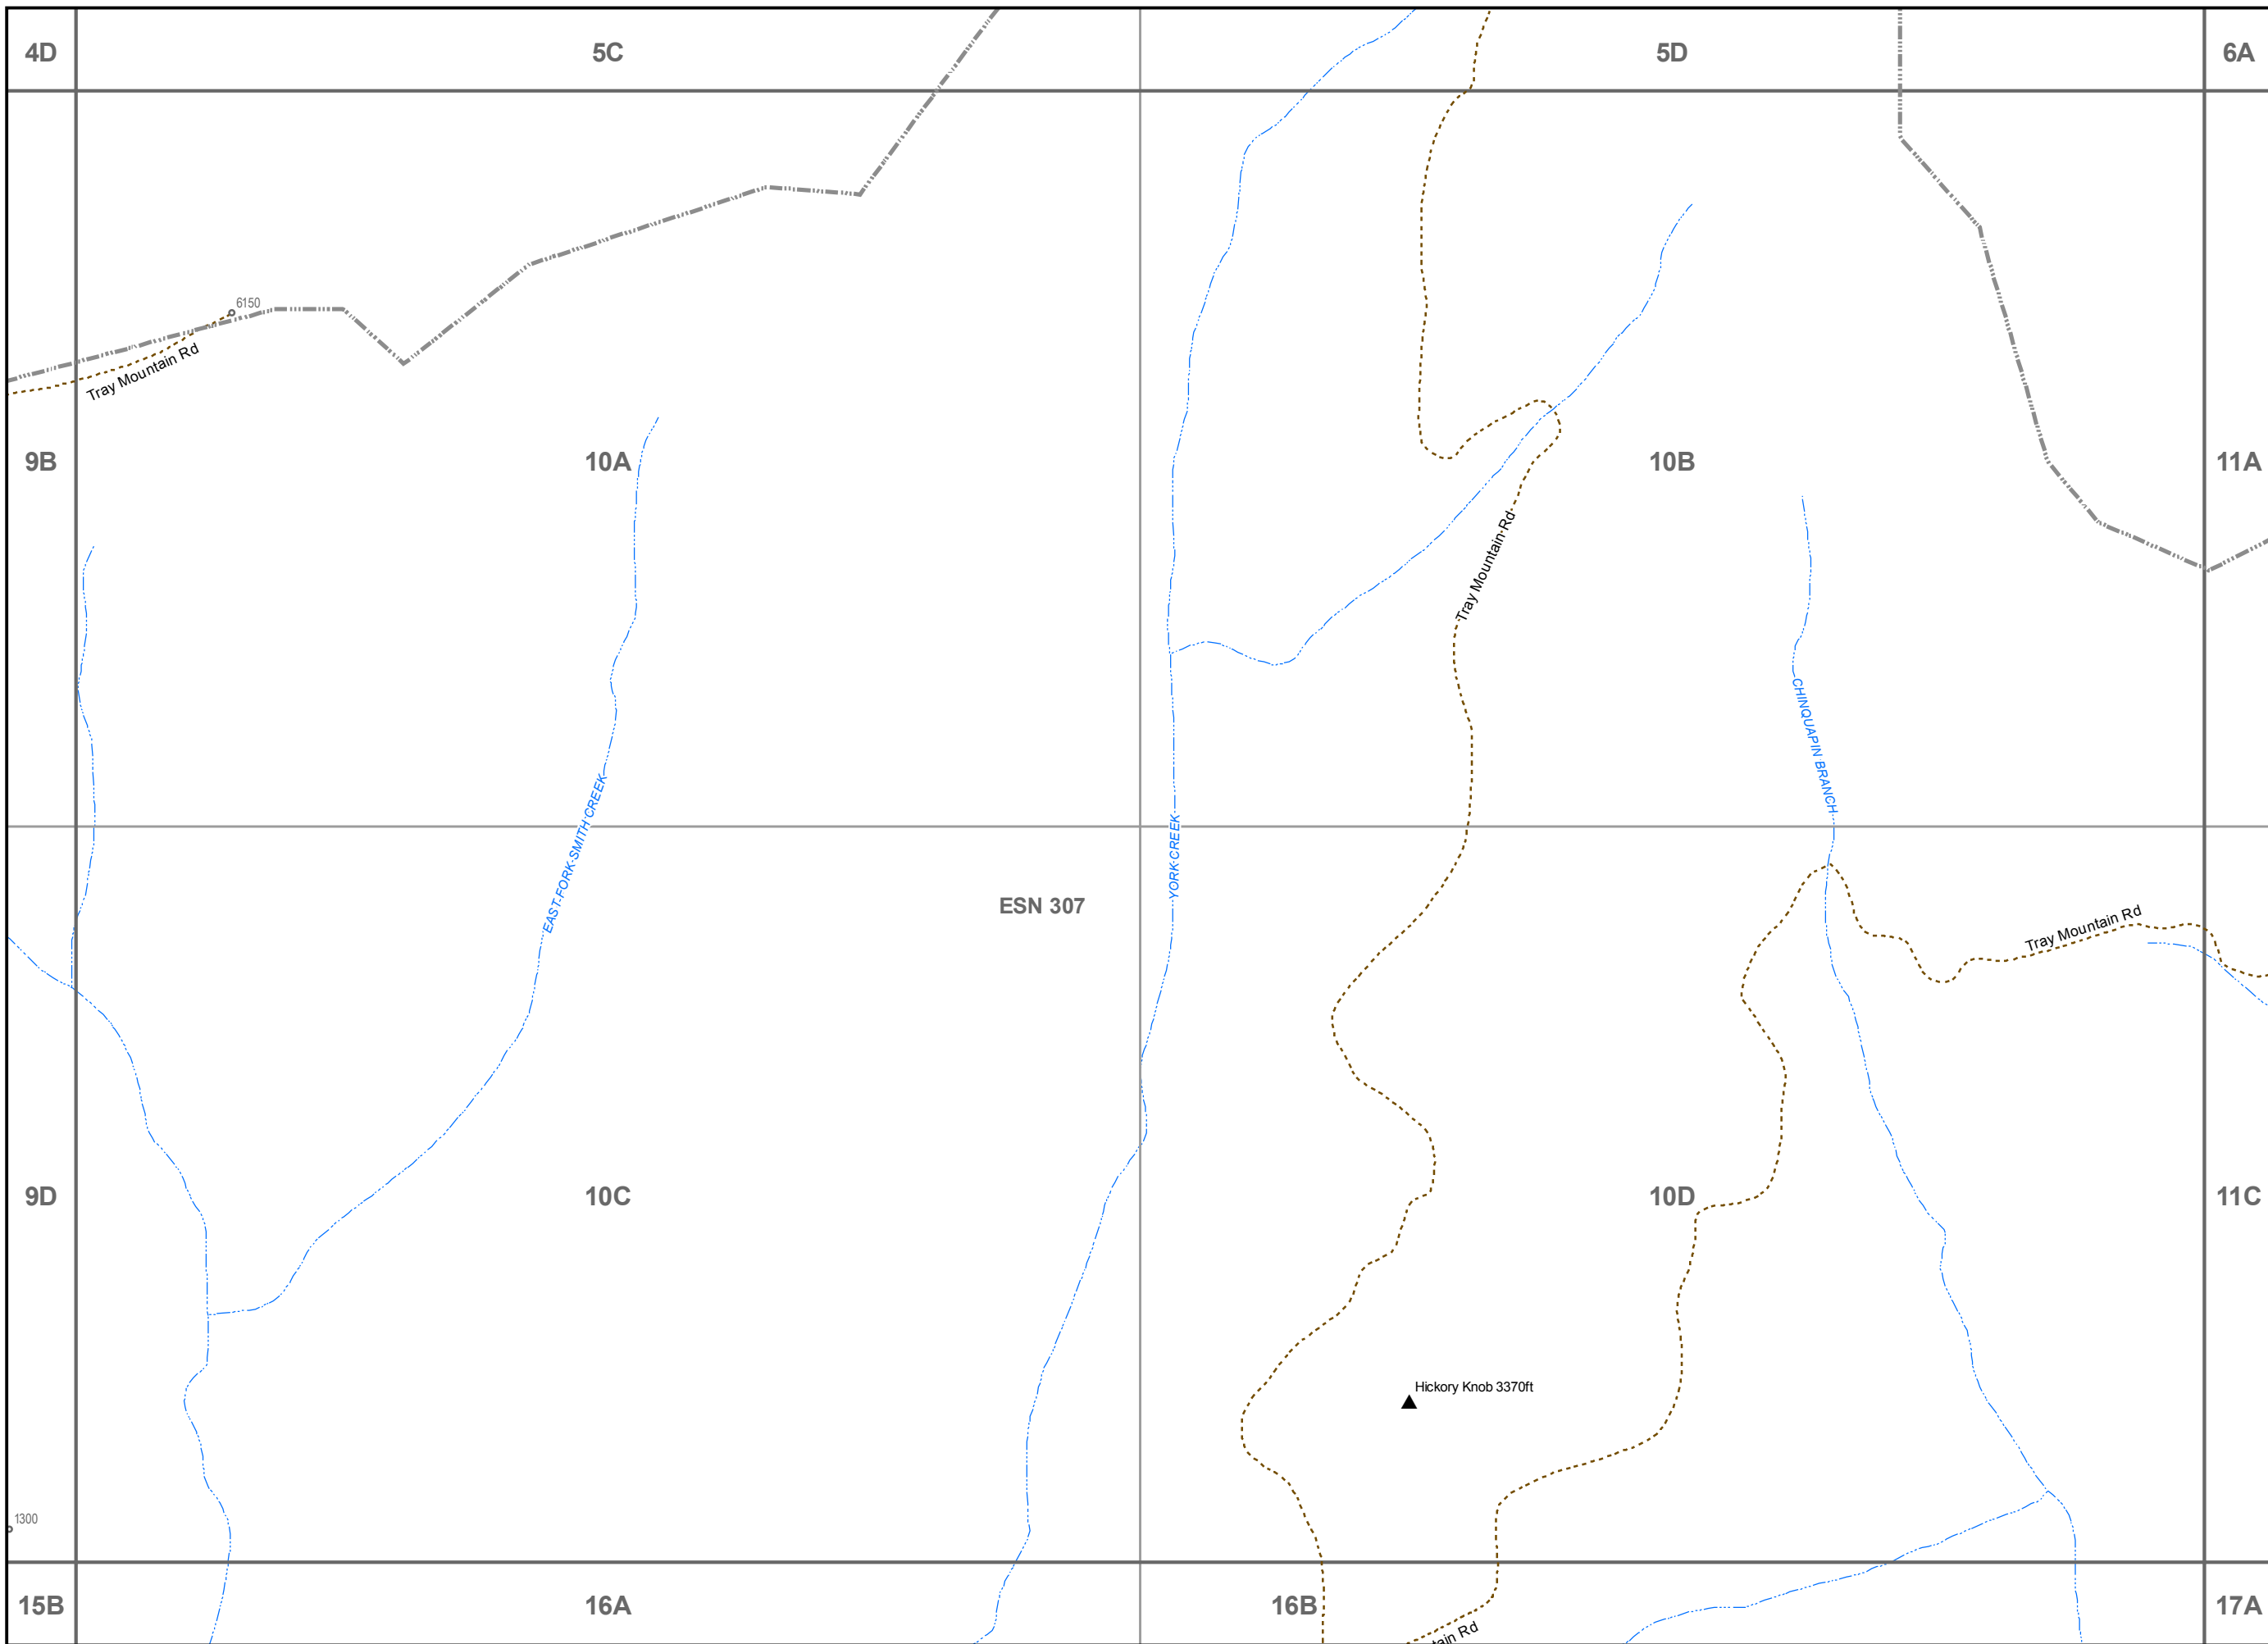 4D
5C
5D
6A
6150
Tray Mountain Rd
9B
10A
10B
11A
Tray Mountain Rd
CHINQUAPIN BRANCH
EAST FORK SMITH CREEK
YORK CREEK
ESN 307
Tray Mountain Rd
9D
10C
10D
11C
Hickory Knob 3370ft
1300
15B
16A
16B
17A
tain Rd